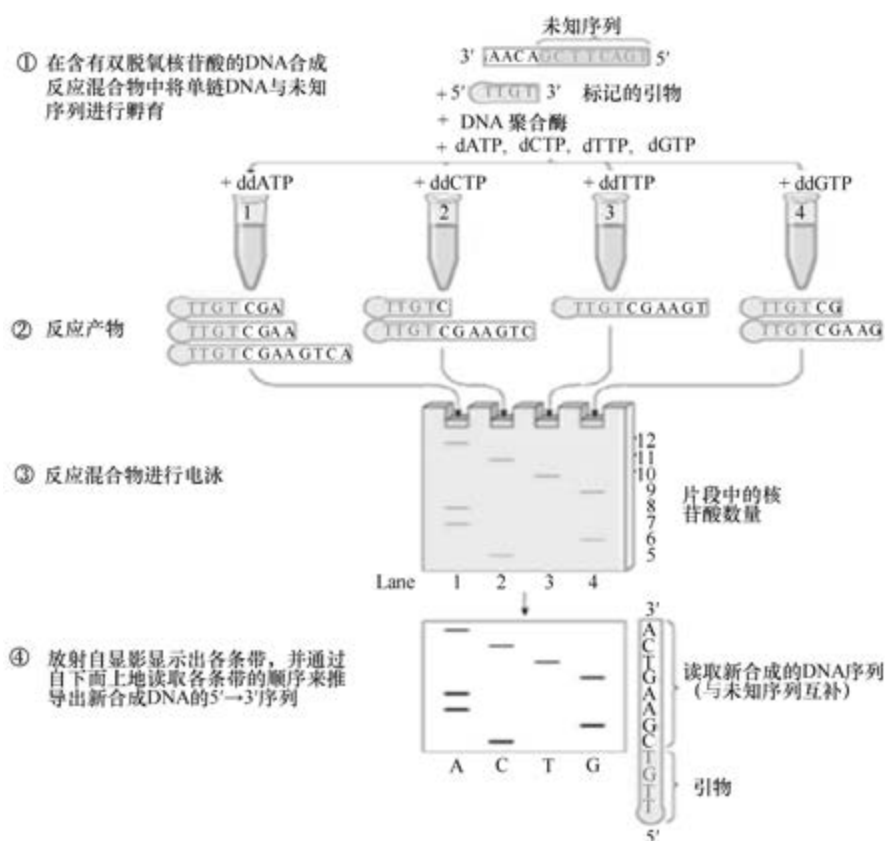 未知序列
① 在含有双脱氧核苷酸的DNA合成
反应混合物中将单链DNA与未知
序列进行孵育
3′ GAACAGCTTCAGT 5′
+ 5′ TTGT 3′ 标记的引物
+ DNA 聚合酶
+ dATP, dCTP, dTTP, dGTP
+ ddATP + ddCTP + ddTTP + ddGTP
1 2 3 4
② 反应产物
TTGTCGA TTGTC TTGTCGAAGT TTGTCG
TTGTCGAA TTGTCGAAGTC TTGTCGAAG
TTGTCGAAGTCA
③ 反应混合物进行电泳
12
11
10
9
8
7
6
5
片段中的核
苷酸数量
Lane 1 2 3 4
④ 放射自显影显示出各条带，并通过
自下而上地读取各条带的顺序来推
导出新合成DNA的5′→3′序列
A C T G
3′
A
C
T
G
A
A
G
C
T
G
T
T
5′
读取新合成的DNA序列
（与未知序列互补）
引物